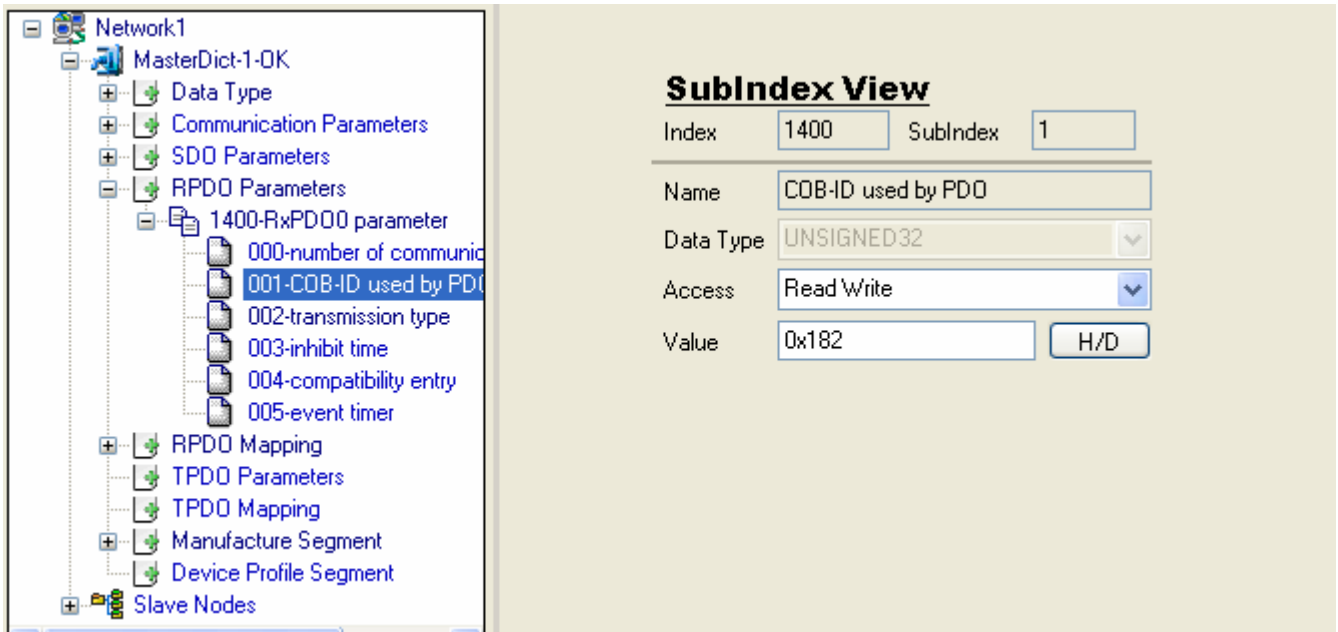 Network1
MasterDict-1-OK
Data Type
Communication Parameters
SDO Parameters
RPDO Parameters
1400-RxPDO0 parameter
000-number of communic
001-COB-ID used by PDO
002-transmission type
003-inhibit time
004-compatibility entry
005-event timer
RPDO Mapping
TPDO Parameters
TPDO Mapping
Manufacture Segment
Device Profile Segment
Slave Nodes
SubIndex View
Index 1400 SubIndex 1
Name COB-ID used by PDO
Data Type UNSIGNED32
Access Read Write
Value 0x182 H/D